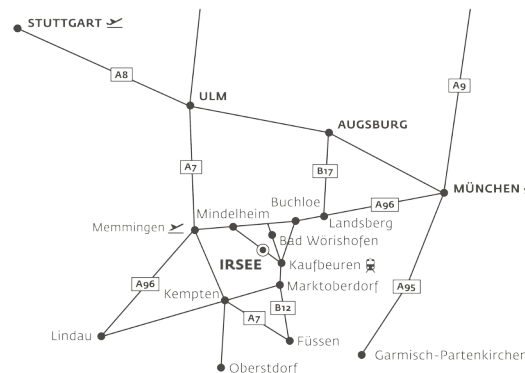 STUTTGART
A8
ULM
A9
AUGSBURG
A7
B17
MÜNCHEN
A96
Buchloe
Mindelheim
Landsberg
Memmingen
Bad Wörishofen
IRSEE
Kaufbeuren
A96
Kempten
Marktoberdorf
A95
B12
A7
Lindau
Füssen
Garmisch-Partenkirchen
Oberstdorf